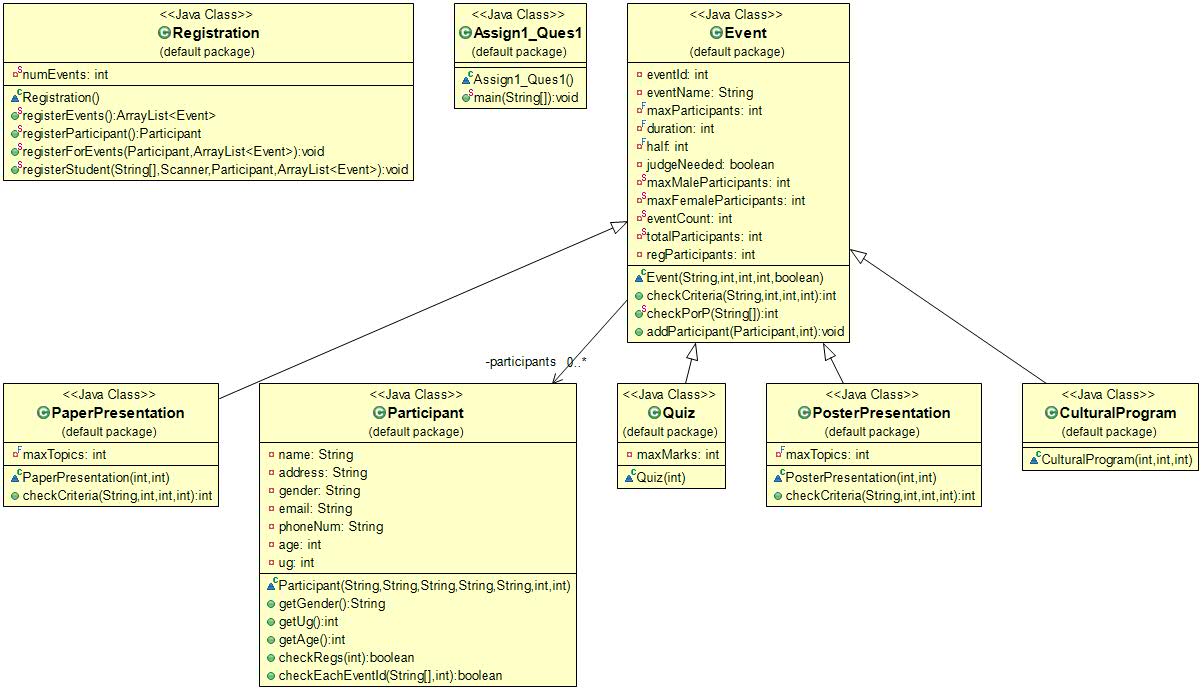 <<Java Class>>
Registration
(default package)
numEvents: int
Registration()
registerEvents():ArrayList<Event>
registerParticipant():Participant
registerForEvents(Participant,ArrayList<Event>):void
registerStudent(String[],Scanner,Participant,ArrayList<Event>):void
<<Java Class>>
Assign1_Ques1
(default package)
Assign1_Ques1()
main(String[]):void
<<Java Class>>
Event
(default package)
eventId: int
eventName: String
maxParticipants: int
duration: int
half: int
judgeNeeded: boolean
maxMaleParticipants: int
maxFemaleParticipants: int
eventCount: int
totalParticipants: int
regParticipants: int
Event(String,int,int,int,boolean)
checkCriteria(String,int,int,int):int
checkPorP(String[]):int
addParticipant(Participant,int):void
-participants 0..*
<<Java Class>>
PaperPresentation
(default package)
maxTopics: int
PaperPresentation(int,int)
checkCriteria(String,int,int,int):int
<<Java Class>>
Participant
(default package)
name: String
address: String
gender: String
email: String
phoneNum: String
age: int
ug: int
Participant(String,String,String,String,String,int,int)
getGender():String
getUg():int
getAge():int
checkRegs(int):boolean
checkEachEventId(String[],int):boolean
<<Java Class>>
Quiz
(default package)
maxMarks: int
Quiz(int)
<<Java Class>>
PosterPresentation
(default package)
maxTopics: int
PosterPresentation(int,int)
checkCriteria(String,int,int,int):int
<<Java Class>>
CulturalProgram
(default package)
CulturalProgram(int,int,int)